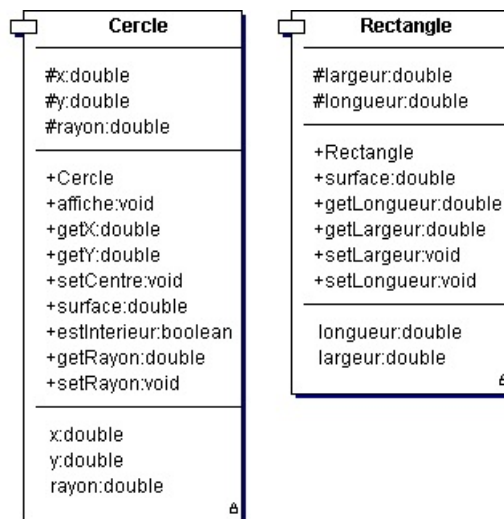 Cercle
#x:double
#y:double
#rayon:double
+Cercle
+affiche:void
+getX:double
+getY:double
+setCentre:void
+surface:double
+estInterieur:boolean
+getRayon:double
+setRayon:void
x:double
y:double
rayon:double
Rectangle
#largeur:double
#longueur:double
+Rectangle
+surface:double
+getLongueur:double
+getLargeur:double
+setLargeur:void
+setLongueur:void
longueur:double
largeur:double